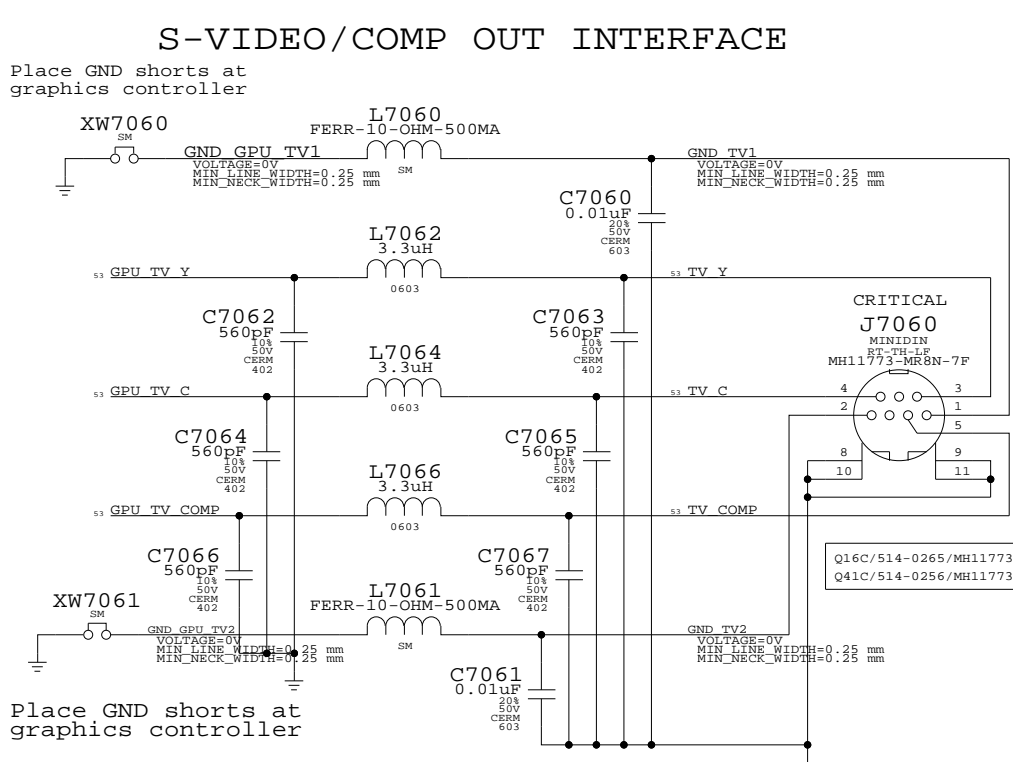 S-VIDEO/COMP OUT INTERFACE
Place GND shorts at
graphics controller
XW7060
SM
GND_GPU_TV1
VOLTAGE=0V
MIN_LINE_WIDTH=0.25 mm
MIN_NECK_WIDTH=0.25 mm
L7060
FERR-10-OHM-500MA
SM
GND_TV1
VOLTAGE=0V
MIN_LINE_WIDTH=0.25 mm
MIN_NECK_WIDTH=0.25 mm
C7060
0.01uF
20%
50V
CERM
603
L7062
3.3uH
0603
53 GPU_TV_Y
53 TV_Y
C7062
560pF
10%
50V
CERM
402
C7063
560pF
10%
50V
CERM
402
CRITICAL
J7060
MINIDIN
RT-TH-LF
MH11773-MR8N-7F
4
3
2
1
5
8
9
10
11
L7064
3.3uH
0603
53 GPU_TV_C
53 TV_C
C7064
560pF
10%
50V
CERM
402
C7065
560pF
10%
50V
CERM
402
L7066
3.3uH
0603
53 GPU_TV_COMP
53 TV_COMP
C7066
560pF
10%
50V
CERM
402
C7067
560pF
10%
50V
CERM
402
Q16C/514-0265/MH11773
Q41C/514-0256/MH11773
XW7061
SM
GND_GPU_TV2
VOLTAGE=0V
MIN_LINE_WIDTH=0.25 mm
MIN_NECK_WIDTH=0.25 mm
L7061
FERR-10-OHM-500MA
SM
GND_TV2
VOLTAGE=0V
MIN_LINE_WIDTH=0.25 mm
MIN_NECK_WIDTH=0.25 mm
C7061
0.01uF
20%
50V
CERM
603
Place GND shorts at
graphics controller